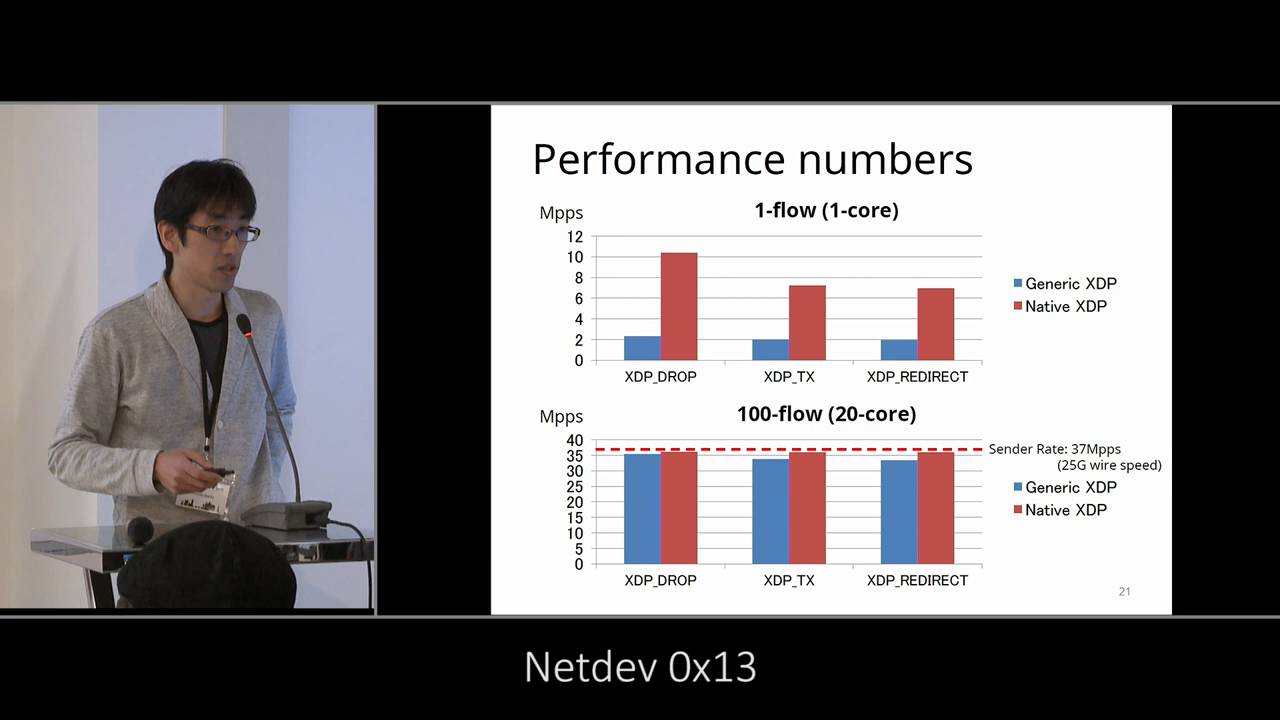 Performance numbers
Mpps
1-flow (1-core)
12
10
8
6
4
2
0
XDP_DROP
XDP_TX
XDP_REDIRECT
Generic XDP
Native XDP
Mpps
100-flow (20-core)
40
35
30
25
20
15
10
5
0
XDP_DROP
XDP_TX
XDP_REDIRECT
Sender Rate: 37Mpps
(25G wire speed)
Generic XDP
Native XDP
21
Netdev 0x13